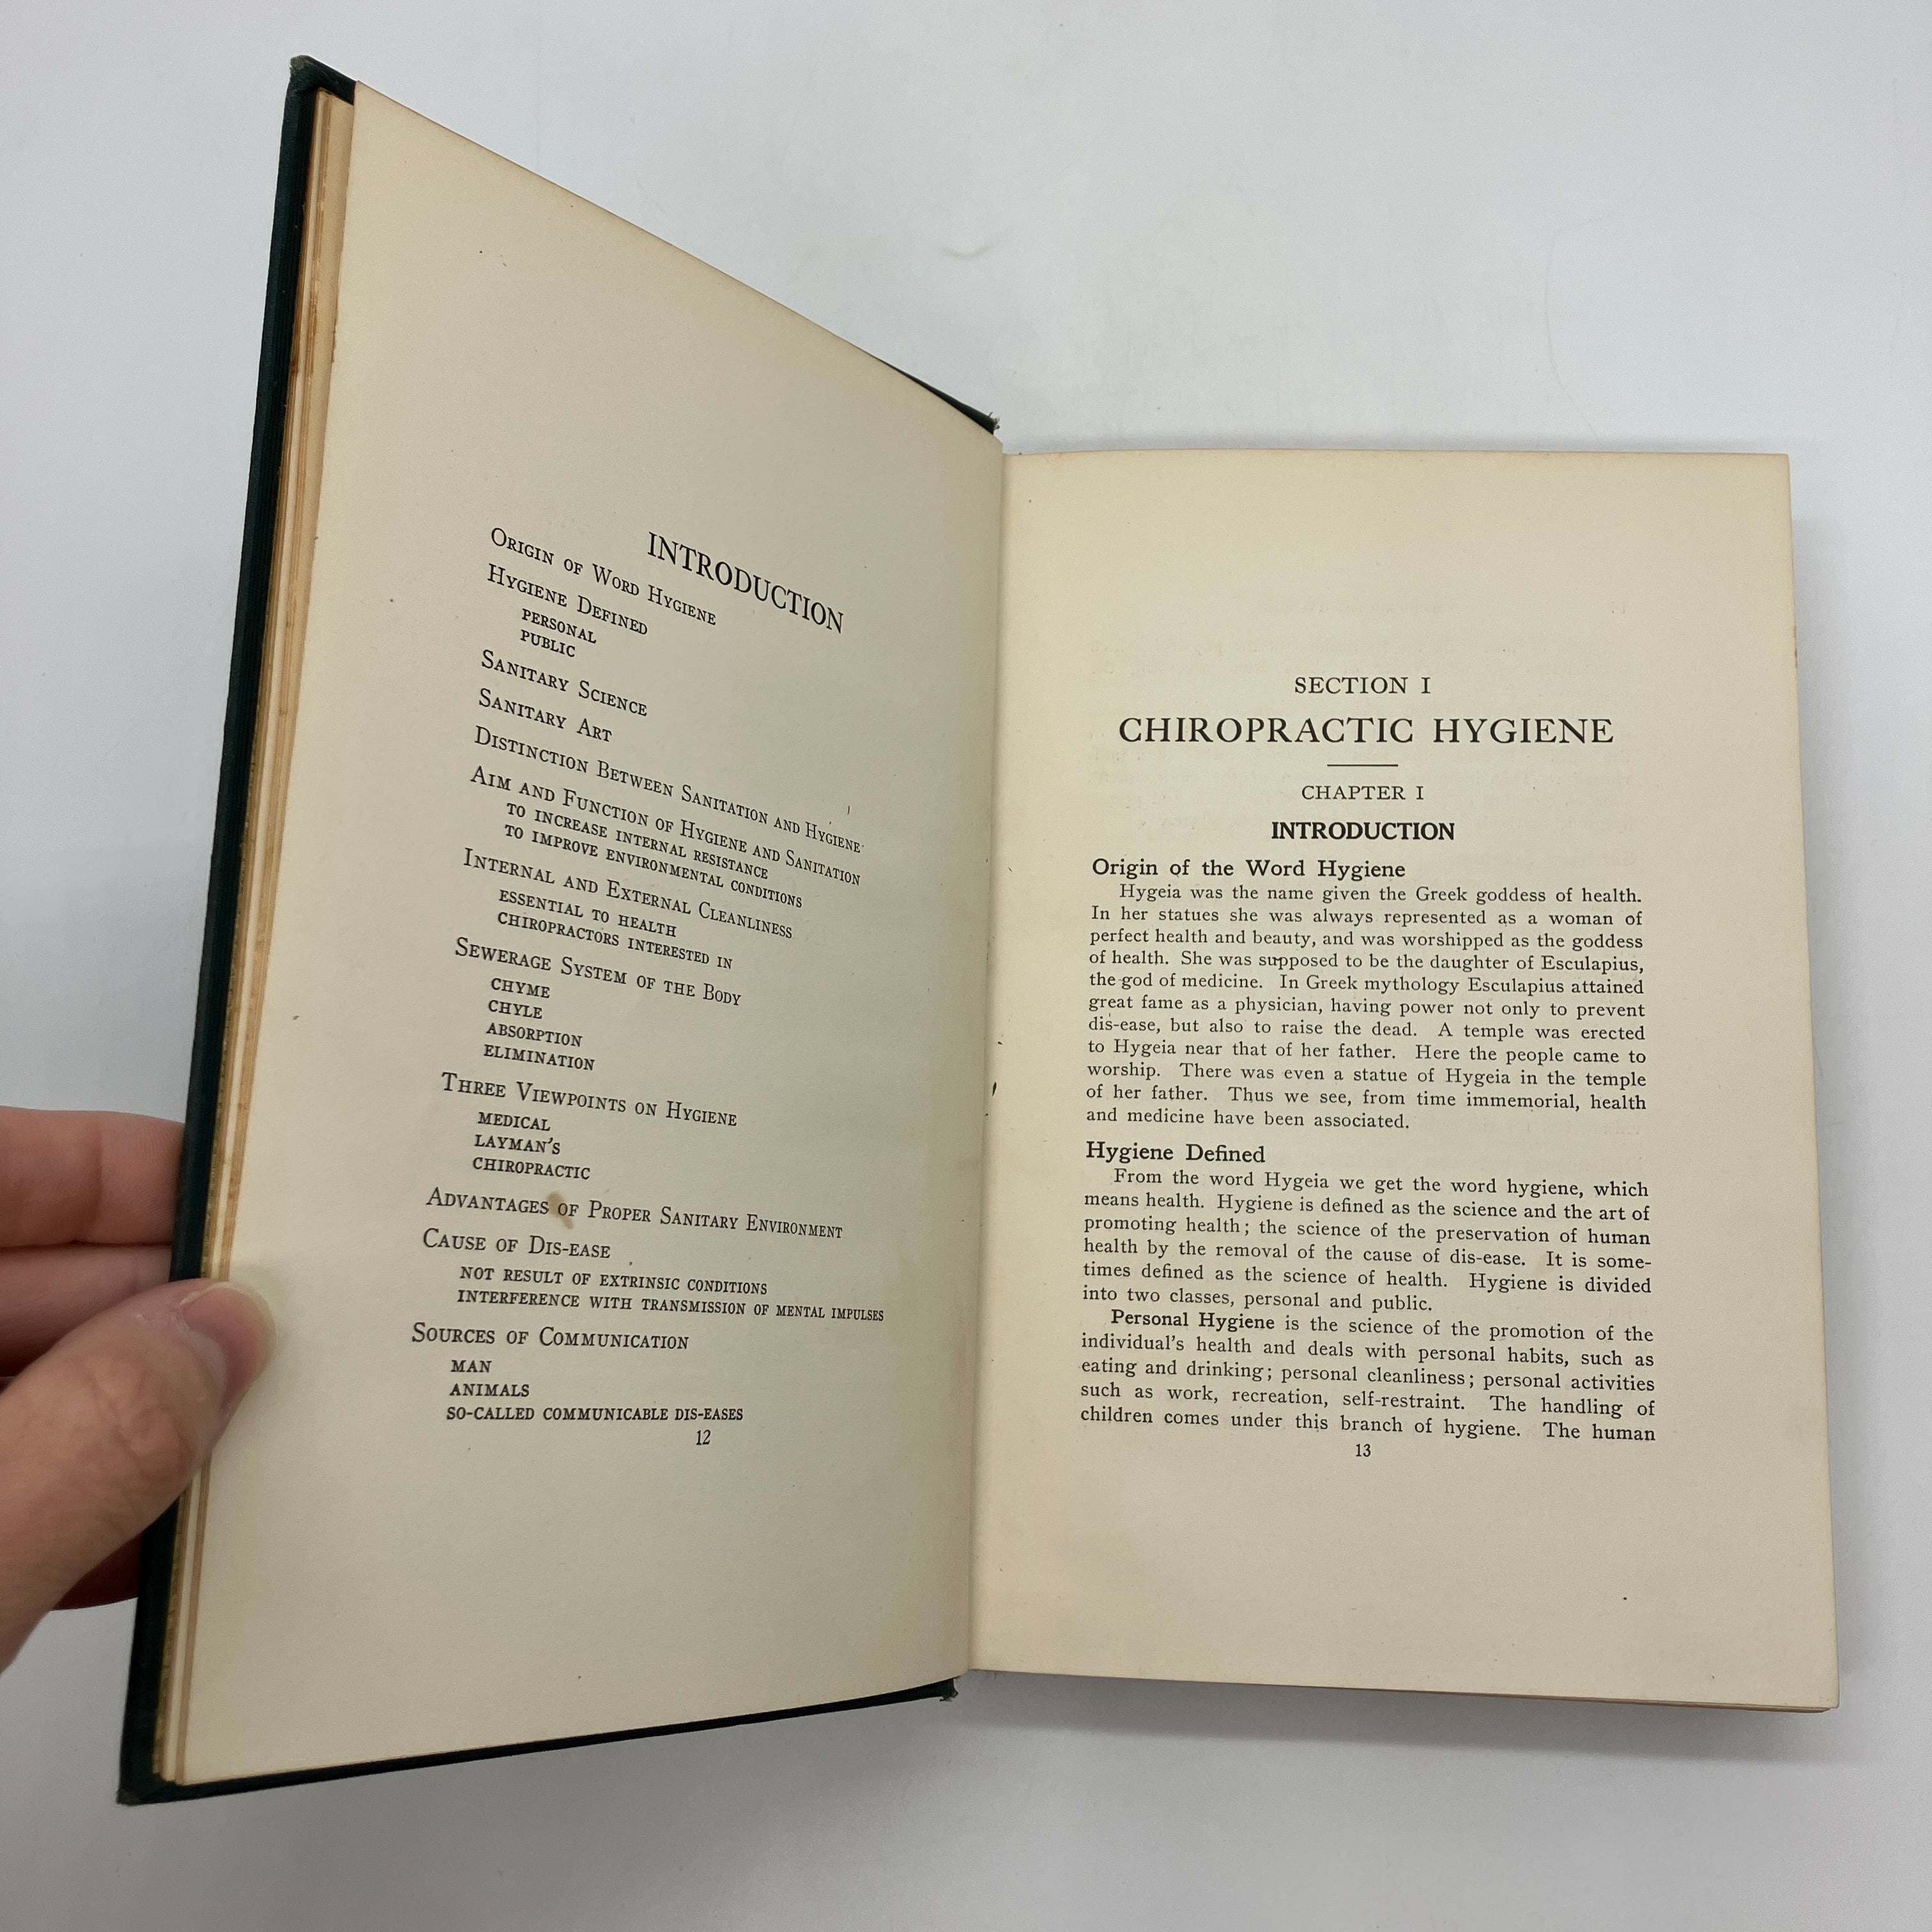 INTRODUCTION
ORIGIN OF WORD HYGIENE
HYGIENE DEFINED
PERSONAL
PUBLIC
SANITARY SCIENCE
SANITARY ART
DISTINCTION BETWEEN SANITATION AND HYGIENE
AIM AND FUNCTION OF HYGIENE AND SANITATION
TO INCREASE INTERNAL RESISTANCE
TO IMPROVE ENVIRONMENTAL CONDITIONS
INTERNAL AND EXTERNAL CLEANLINESS
ESSENTIAL TO HEALTH
CHIROPRACTORS INTERESTED IN
SEWERAGE SYSTEM OF THE BODY
CHYME
CHYLE
ABSORPTION
ELIMINATION
THREE VIEWPOINTS ON HYGIENE
MEDICAL
LAYMAN'S
CHIROPRACTIC
ADVANTAGES OF PROPER SANITARY ENVIRONMENT
CAUSE OF DIS-EASE
NOT RESULT OF EXTRINSIC CONDITIONS
INTERFERENCE WITH TRANSMISSION OF MENTAL IMPULSES
SOURCES OF COMMUNICATION
MAN
ANIMALS
SO-CALLED COMMUNICABLE DIS-EASES
12
SECTION I
CHIROPRACTIC HYGIENE
CHAPTER I
INTRODUCTION
Origin of the Word Hygiene
Hygeia was the name given the Greek goddess of health.
In her statues she was always represented as a woman of
perfect health and beauty, and was worshipped as the goddess
of health. She was supposed to be the daughter of Esculapius,
the god of medicine. In Greek mythology Esculapius attained
great fame as a physician, having power not only to prevent
dis-ease, but also to raise the dead. A temple was erected
to Hygeia near that of her father. Here the people came to
worship. There was even a statue of Hygeia in the temple
of her father. Thus we see, from time immemorial, health
and medicine have been associated.
Hygiene Defined
From the word Hygeia we get the word hygiene, which
means health. Hygiene is defined as the science and the art of
promoting health; the science of the preservation of human
health by the removal of the cause of dis-ease. It is some-
times defined as the science of health. Hygiene is divided
into two classes, personal and public.
Personal Hygiene is the science of the promotion of the
individual's health and deals with personal habits, such as
eating and drinking; personal cleanliness; personal activities
such as work, recreation, self-restraint. The handling of
children comes under this branch of hygiene. The human
13